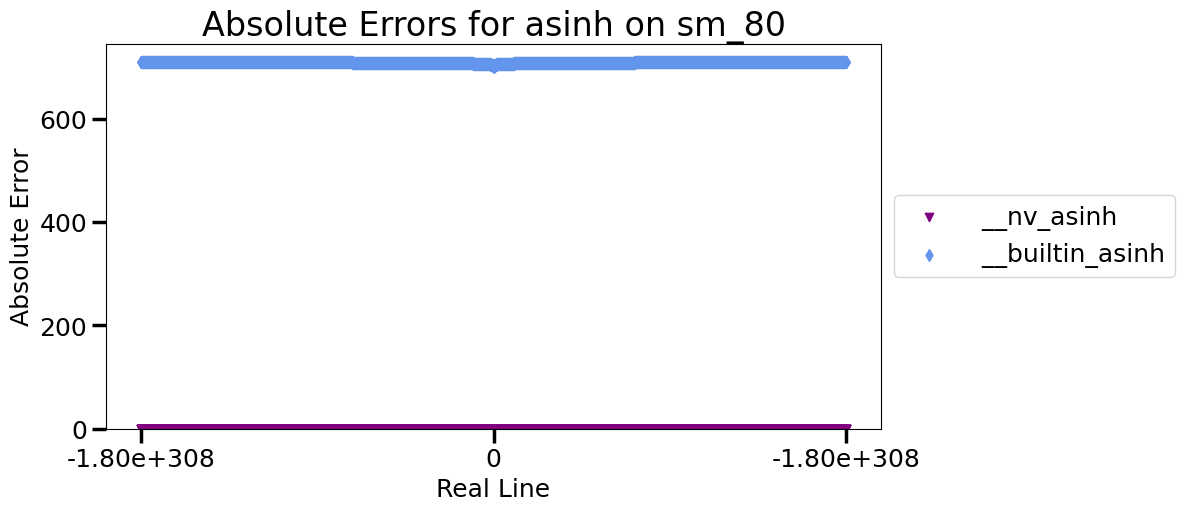 Absolute Errors for asinh on sm_80
Absolute Error
600
400
200
0
-1.80e+308
0
-1.80e+308
Real Line
__nv_asinh
__builtin_asinh